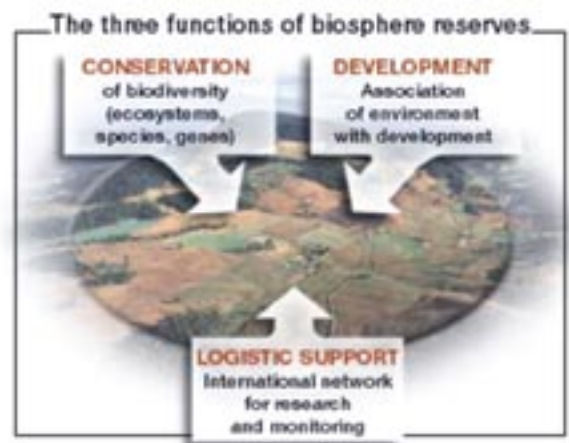 The three functions of biosphere reserves
CONSERVATION
of biodiversity
(ecosystems,
species, genes)
DEVELOPMENT
Association
of environment
with development
LOGISTIC SUPPORT
International network
for research
and monitoring